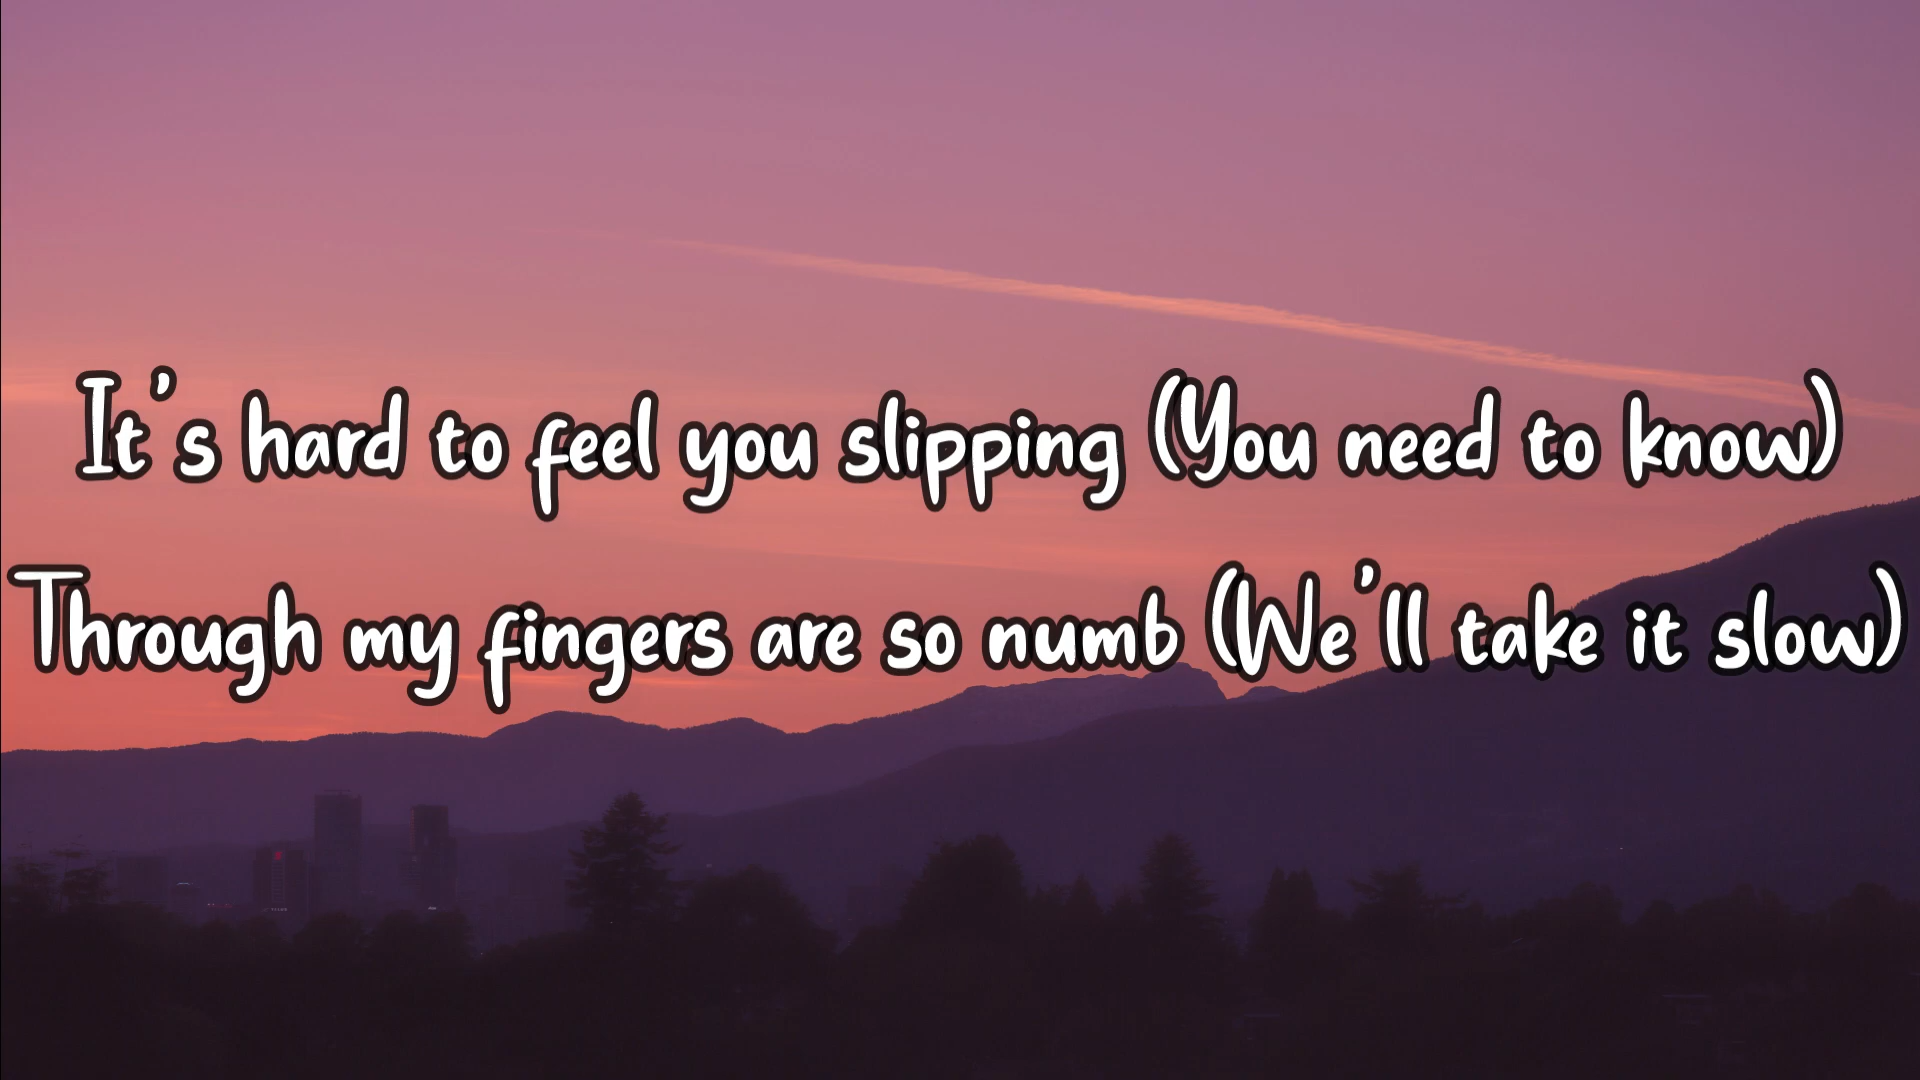 It's hard to feel you slipping (You need to know)
Through my fingers are so numb (We'll take it slow)